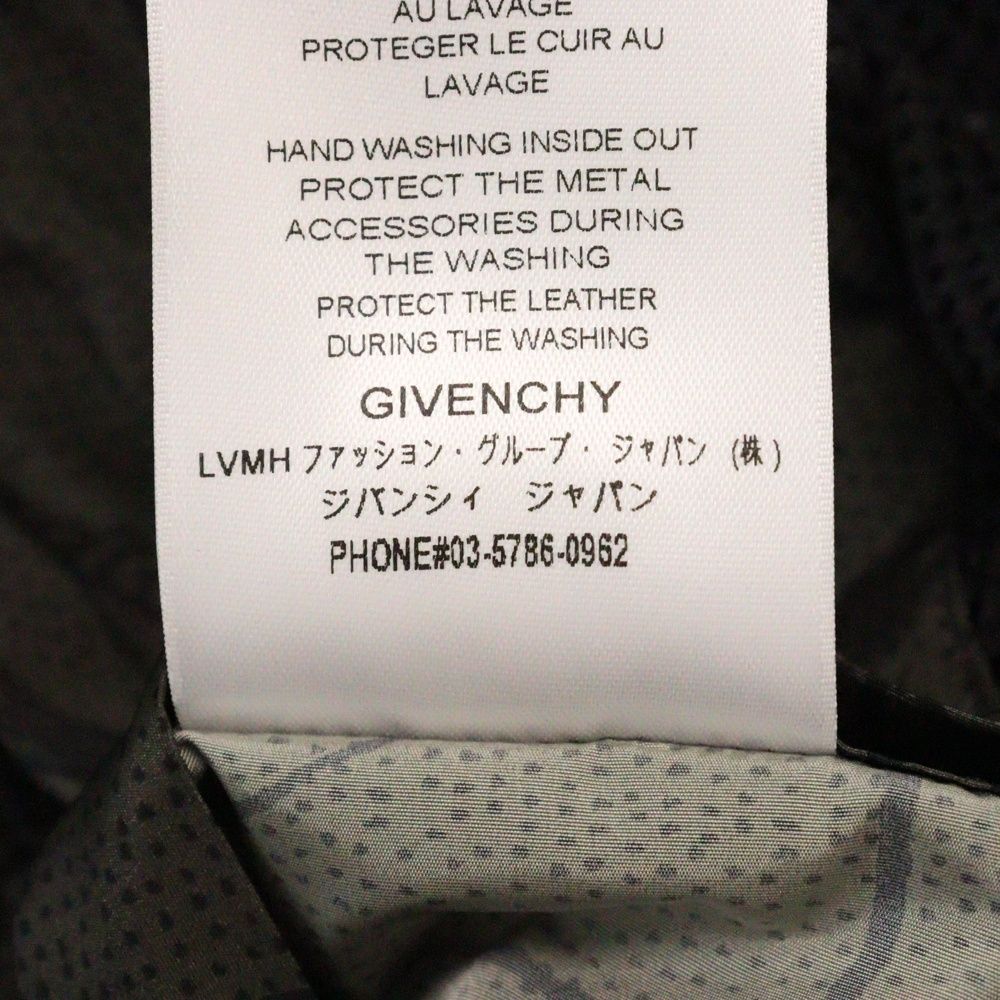 AU LAVAGE
PROTEGER LE CUIR AU
LAVAGE
HAND WASHING INSIDE OUT
PROTECT THE METAL
ACCESSORIES DURING
THE WASHING
PROTECT THE LEATHER
DURING THE WASHING
GIVENCHY
LVMH ファッション・グループ・ジャパン (株)
ジバンシィ ジャパン
PHONE#03-5786-0962